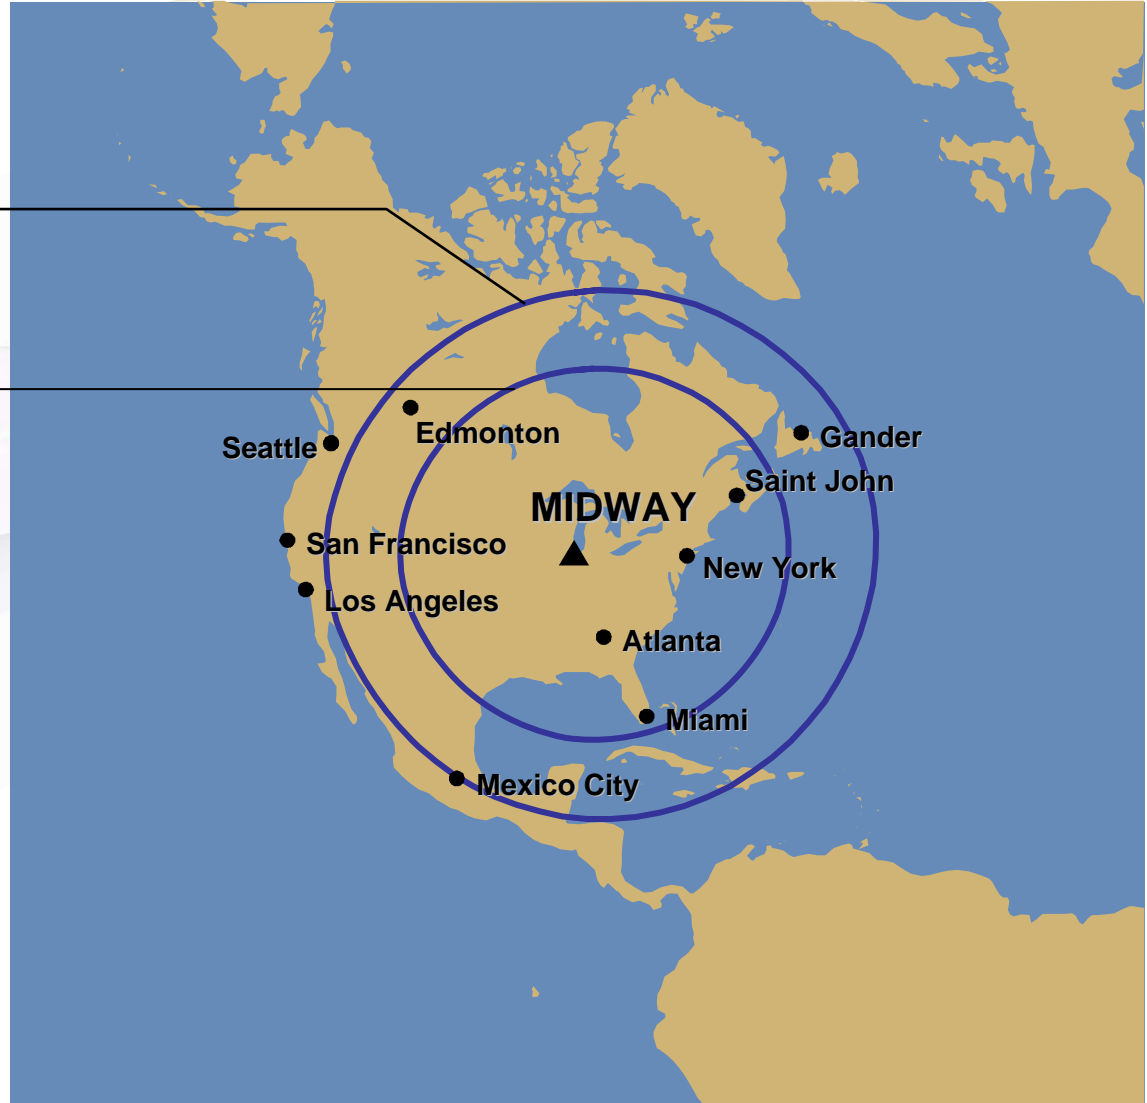 Edmonton
Seattle
Gander
Saint John
MIDWAY
San Francisco
New York
Los Angeles
Atlanta
Miami
Mexico City